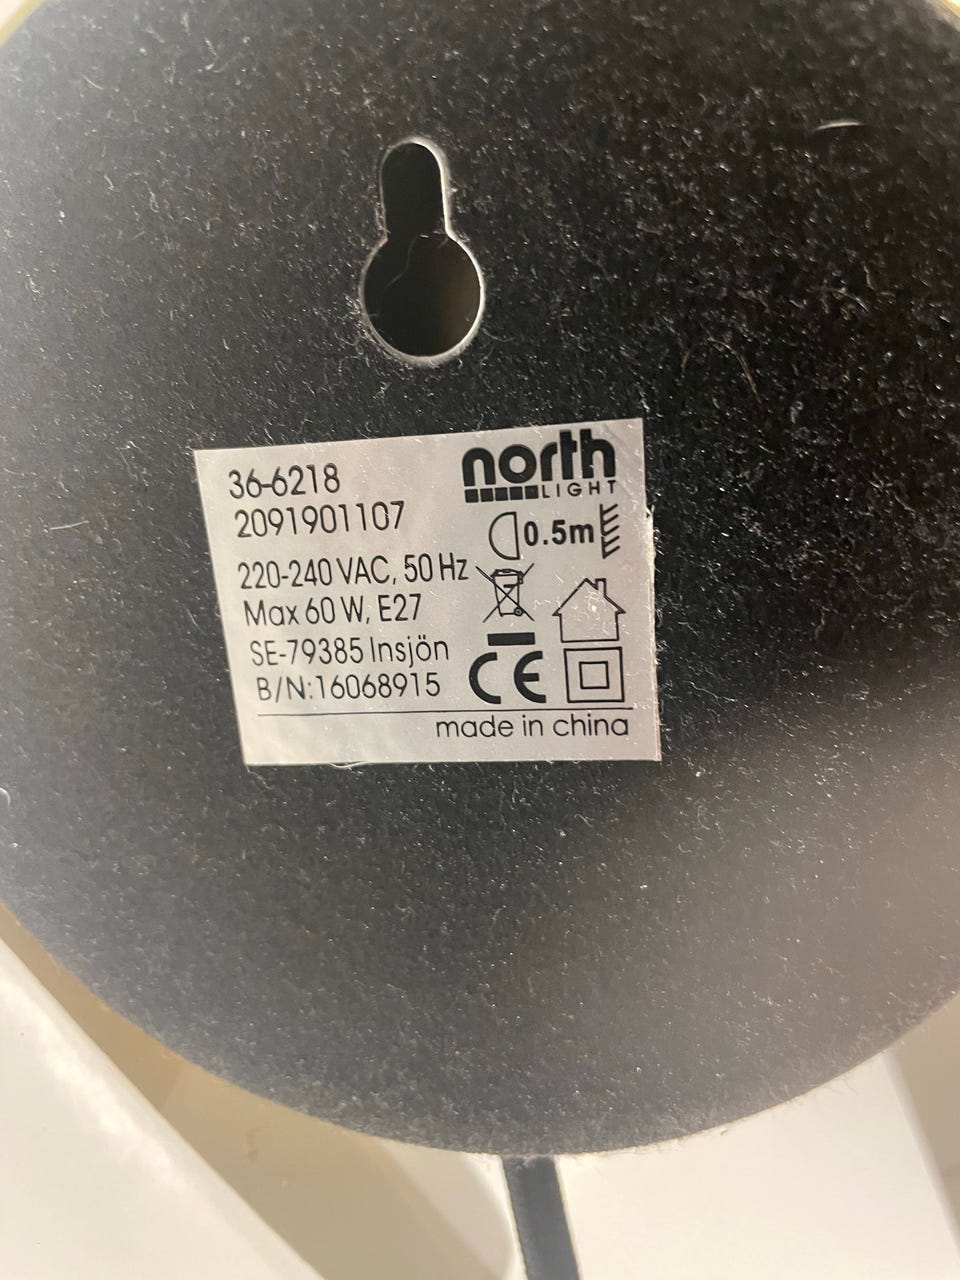 36-6218
2091901107
north
LIGHT
0.5m
220-240 VAC, 50 Hz
Max 60 W, E27
SE-79385 Insjön
B/N:16068915
CE
made in china